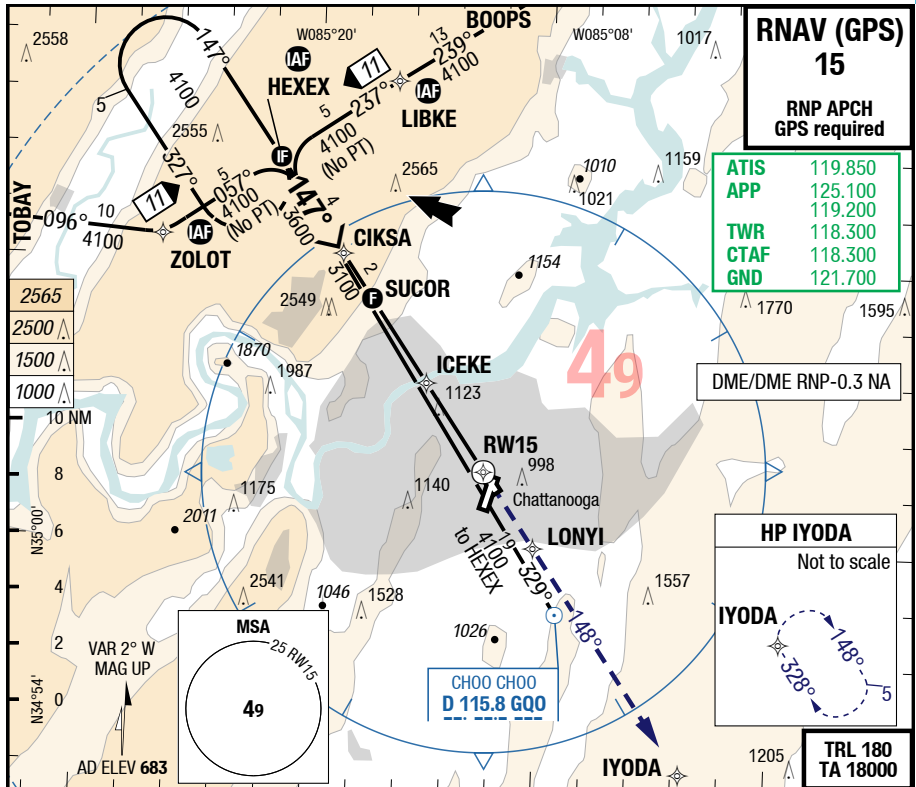 RNAV (GPS)
15
RNP APCH
GPS required
ATIS 119.850
APP 125.100
119.200
TWR 118.300
CTAF 118.300
GND 121.700
DME/DME RNP-0.3 NA
2558
W085°20'
BOOPS
W085°08'
1017
147°
IAF
HEXEX
11
13
239°
4100
237°
IAF
LIBKE
4100
5
2555
IF
5
4100
(No PT)
2565
1010
1021
1159
327°
5
057°
4100
(No PT)
147°
4
3600
11
TOBAY
096°
10
4100
IAF
ZOLOT
CIKSA
2
3100
F
SUCOR
1154
2549
1770
1595
2565
2500
1500
1000
1870
1987
ICEKE
1123
49
10 NM
8
6
4
2
0
N35°00'
N34°54'
RW15
998
Chattanooga
1175
1140
2011
LONYI
19
4100
to HEXEX
329°
148°
2541
1046
1528
1557
1026
VAR 2° W
MAG UP
AD ELEV 683
MSA
25 RW15
49
CHOO CHOO
D 115.8 GQO
IYODA
1205
HP IYODA
Not to scale
IYODA
148°
328°
5
TRL 180
TA 18000